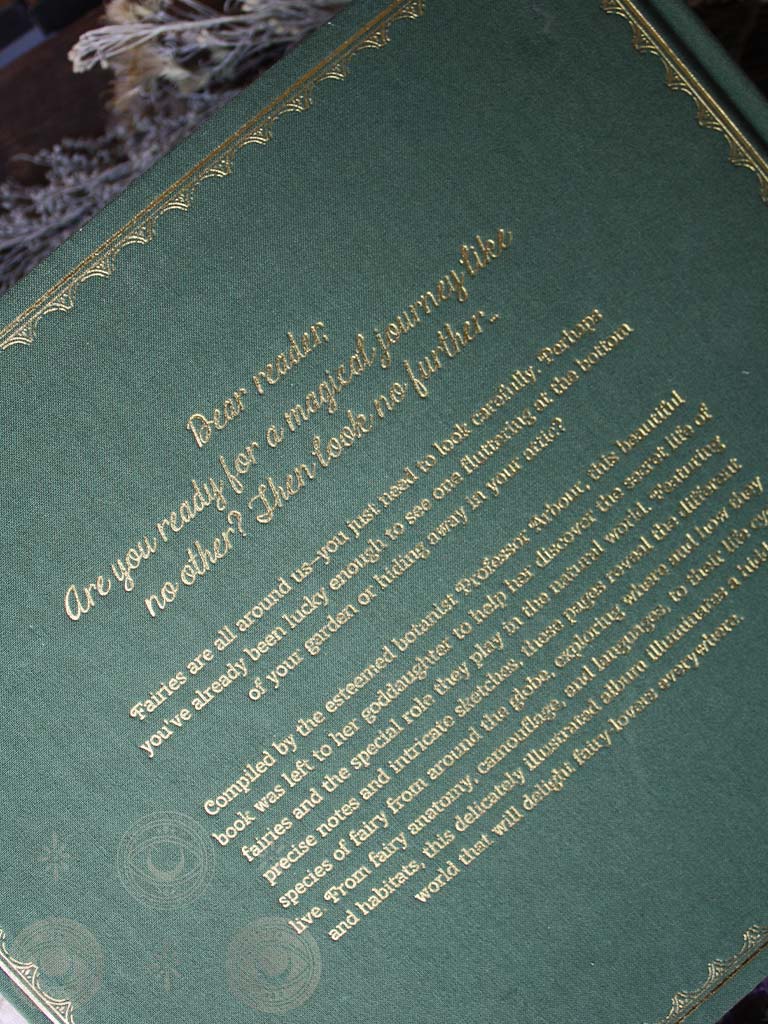 Dear reader,
Are you ready for a magical journey like
no other? Then look no further...
Fairies are all around us–you just need to look carefully. Perhaps
you've already been lucky enough to see one fluttering at the bottom
of your garden or hiding away in your attic?
Compiled by the esteemed botanist Professor Arbour, this beautiful
book was left to her goddaughter to help her discover the secret life of
fairies and the special role they play in the natural world. Featuring
precise notes and intricate sketches, these pages reveal the different
species of fairy from around the globe, exploring where and how they
live. From fairy anatomy, camouflage, and languages, to their life cy
and habitats, this delicately illustrated album illuminates a
world that will delight fairy-lovers everywhere.